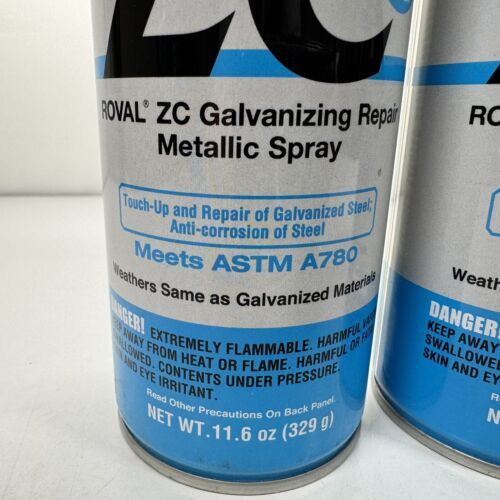 ZC
ROVAL® ZC Galvanizing Repair
Metallic Spray
Touch-Up and Repair of Galvanized Steel;
Anti-corrosion of Steel
Meets ASTM A780
Weathers Same as Galvanized Materials
DANGER! EXTREMELY FLAMMABLE. HARMFUL
AWAY FROM HEAT OR FLAME. HARMFUL OR
CONTENTS UNDER PRESSURE.
AND EYE IRRITANT.
Read Other Precautions On Back Panel.
NET WT. 11.6 oz (329 g)
RO
Weath
DANGER!
KEEP AWAY
SWALLOWED
SKIN AND EYE
R
N